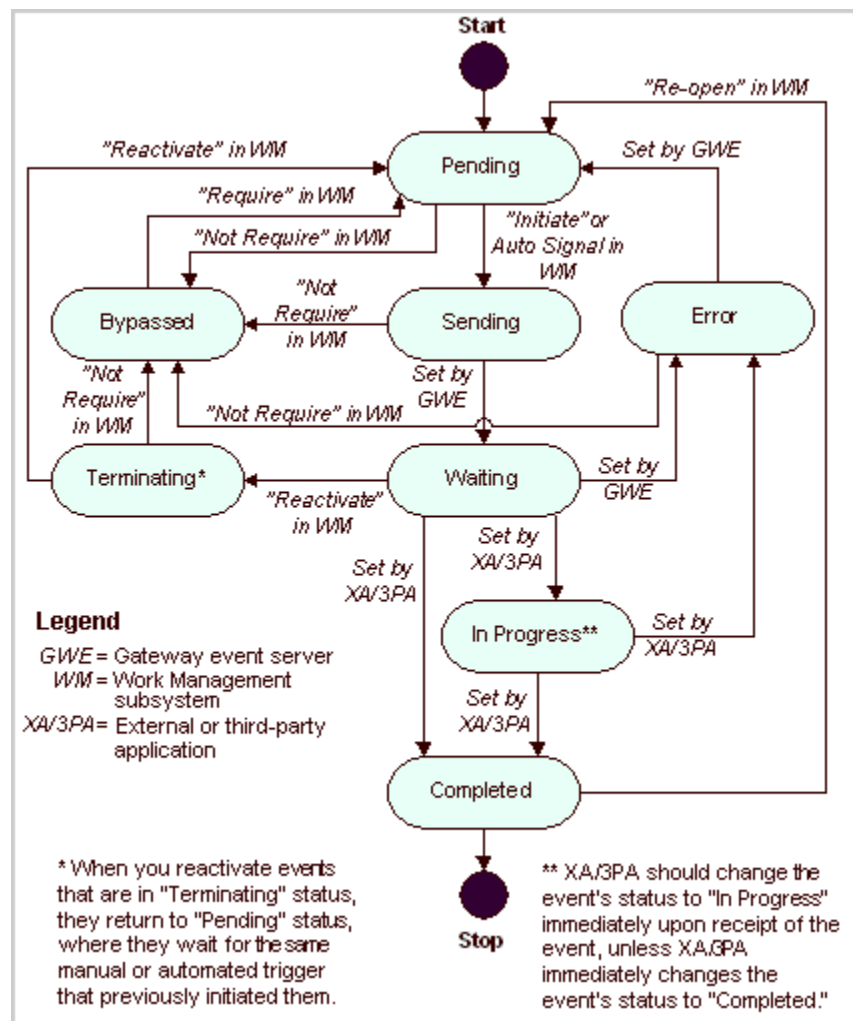 Start
"Re-open" in WM
"Reactivate" in WM
Set by GWE
Pending
"Require" in WM
"Not Require" in WM
"Initiate" or
Auto Signal in
WM
Bypassed
"Not
Require"
in WM
Sending
Error
"Not
Require"
in WM
Set by
GWE
"Not Require" in WM
Terminating*
Waiting
Set by
GWE
"Reactivate"
in WM
Set by
XA/3PA
Set by
XA/3PA
In Progress**
Set by
XA/3PA
Set by
XA/3PA
Legend
GWE = Gateway event server
WM = Work Management
subsystem
XA/3PA = External or third-party
application
Completed
* When you reactivate events
that are in "Terminating" status,
they return to "Pending" status,
where they wait for the same
manual or automated trigger
that previously initiated them.
Stop
** XA/3PA should change the
event's status to "In Progress"
immediately upon receipt of the
event, unless XA/3PA
immediately changes the
event's status to "Completed."